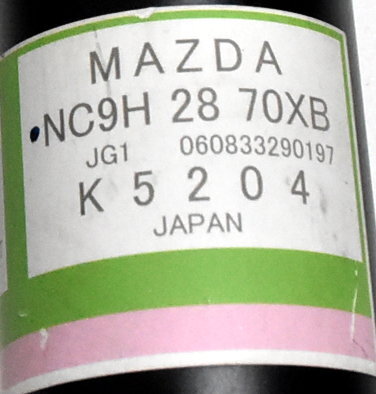 MAZDA
NC9H 28 70XB
JG1 060833290197
K 5 2 0 4
JAPAN